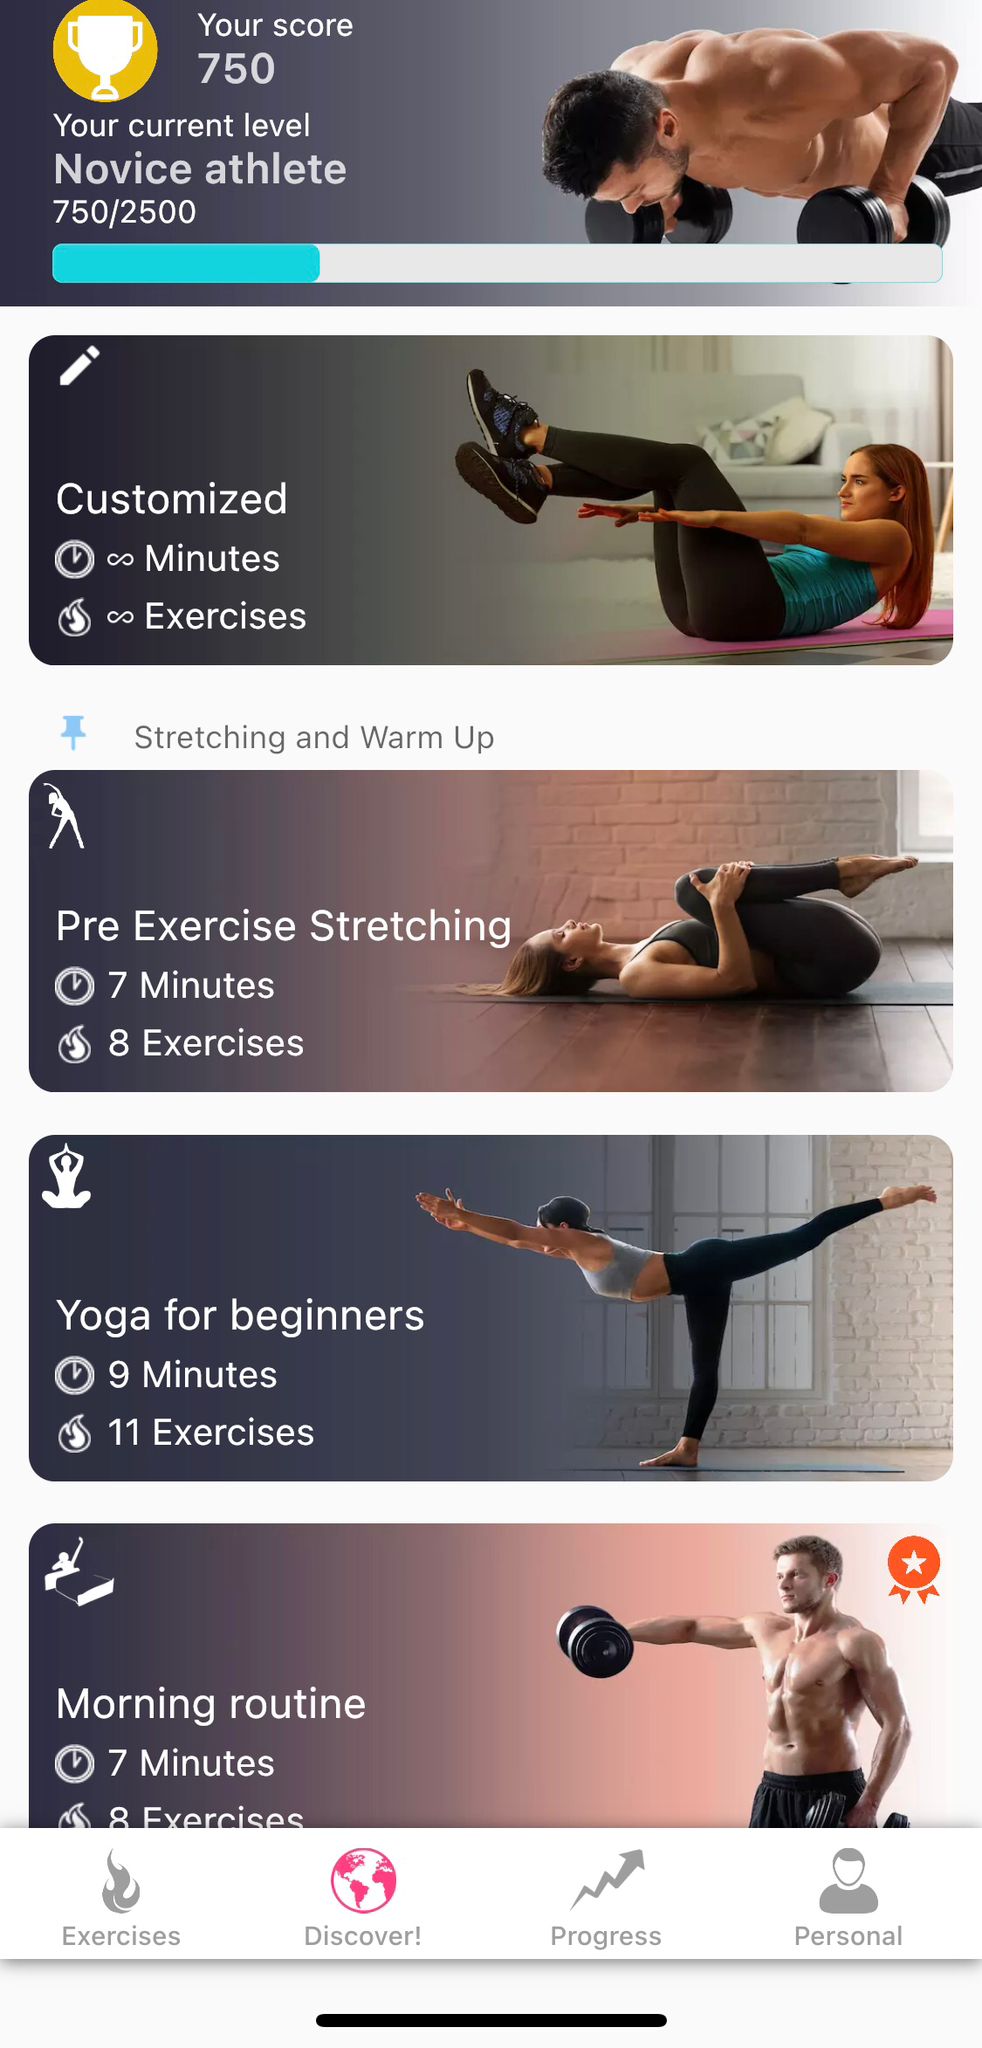 Your score
750
Your current level
Novice athlete
750/2500
Customized
∞ Minutes
∞ Exercises
Stretching and Warm Up
Pre Exercise Stretching
7 Minutes
8 Exercises
Yoga for beginners
9 Minutes
11 Exercises
Morning routine
7 Minutes
8 Exercises
Exercises
Discover!
Progress
Personal